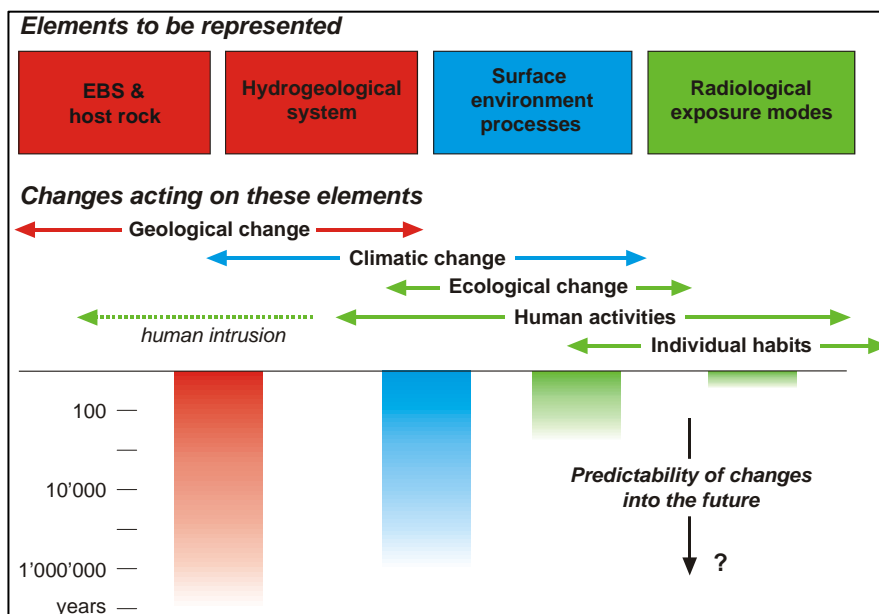 Elements to be represented
EBS &
host rock
Hydrogeological
system
Surface
environment
processes
Radiological
exposure modes
Changes acting on these elements
Geological change
Climatic change
Ecological change
human intrusion
Human activities
Individual habits
100
10’000
1’000’000
years
Predictability of changes
into the future
?